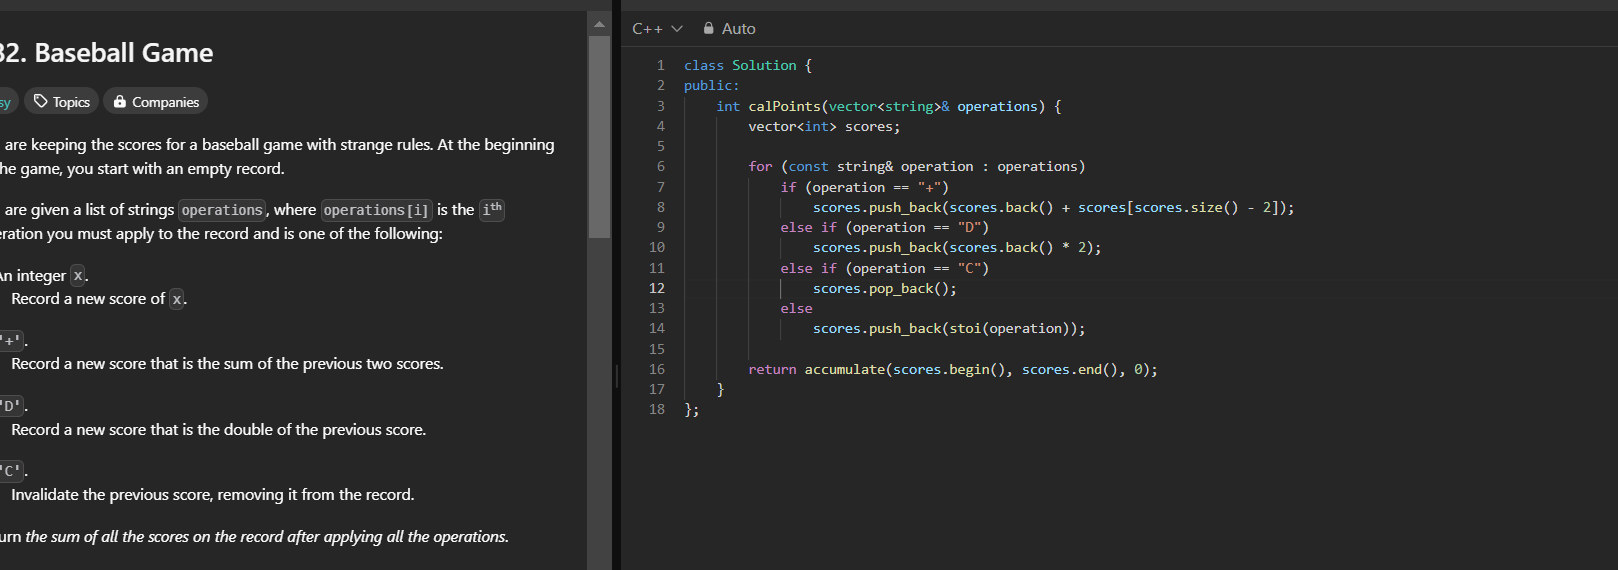 32. Baseball Game
sy Topics Companies
are keeping the scores for a baseball game with strange rules. At the beginning
he game, you start with an empty record.
are given a list of strings operations, where operations[i] is the ith
eration you must apply to the record and is one of the following:
An integer x.
Record a new score of x.
'+'.
Record a new score that is the sum of the previous two scores.
'D'.
Record a new score that is the double of the previous score.
'C'.
Invalidate the previous score, removing it from the record.
urn the sum of all the scores on the record after applying all the operations.
C++ Auto
1 class Solution {
2 public:
3 int calPoints(vector<string>& operations) {
4 vector<int> scores;
5
6 for (const string& operation : operations)
7 if (operation == "+")
8 scores.push_back(scores.back() + scores[scores.size() - 2]);
9 else if (operation == "D")
10 scores.push_back(scores.back() * 2);
11 else if (operation == "C")
12 scores.pop_back();
13 else
14 scores.push_back(stoi(operation));
15
16 return accumulate(scores.begin(), scores.end(), 0);
17 }
18 };